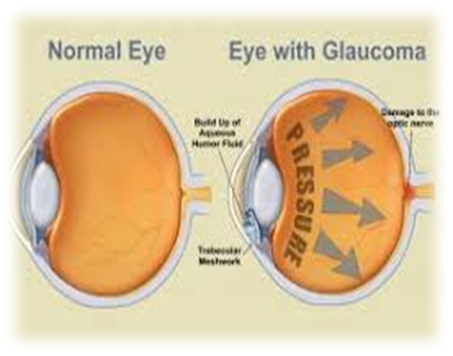 Normal Eye
Eye with Glaucoma
Build Up of
Aqueous
Humor Fluid
Damage to the
optic nerve
PRESSURE
Trabecular
Meshwork